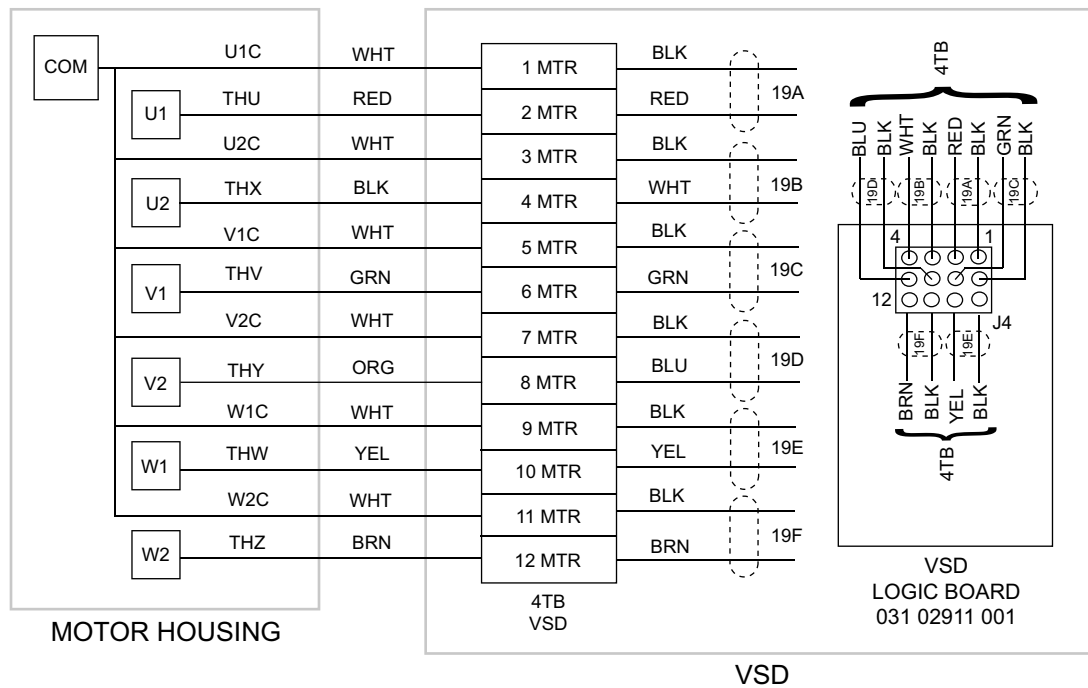 COM
U1C WHT 1 MTR BLK
U1 THU RED 2 MTR RED 19A
U2C WHT 3 MTR BLK
U2 THX BLK 4 MTR WHT 19B
V1C WHT 5 MTR BLK
V1 THV GRN 6 MTR GRN 19C
V2C WHT 7 MTR BLK
V2 THY ORG 8 MTR BLU 19D
W1C WHT 9 MTR BLK
W1 THW YEL 10 MTR YEL 19E
W2C WHT 11 MTR BLK
W2 THZ BRN 12 MTR BRN 19F
4TB
VSD
MOTOR HOUSING
4TB
BLU BLK WHT BLK RED BLK GRN BLK
19D 19B 19A 19C
4 1
12
J4
19F 19E
BRN BLK YEL BLK
4TB
VSD
LOGIC BOARD
031 02911 001
VSD